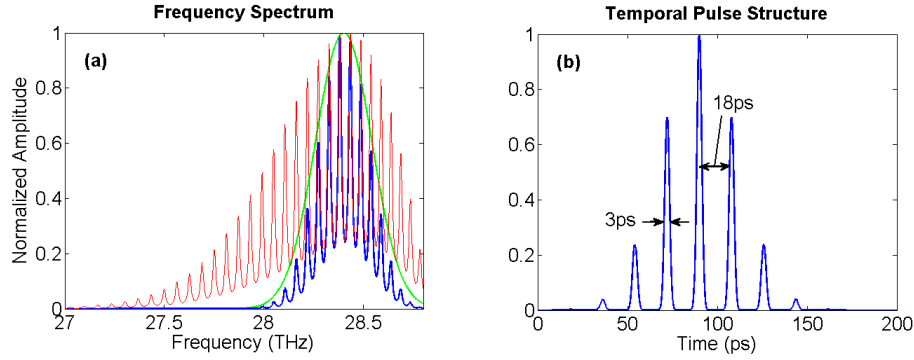 Frequency Spectrum
(a)
Normalized Amplitude
1
0.8
0.6
0.4
0.2
0
27
27.5
28
28.5
Frequency (THz)
Temporal Pulse Structure
(b)
18ps
3ps
1
0.8
0.6
0.4
0.2
0
0
50
100
150
200
Time (ps)